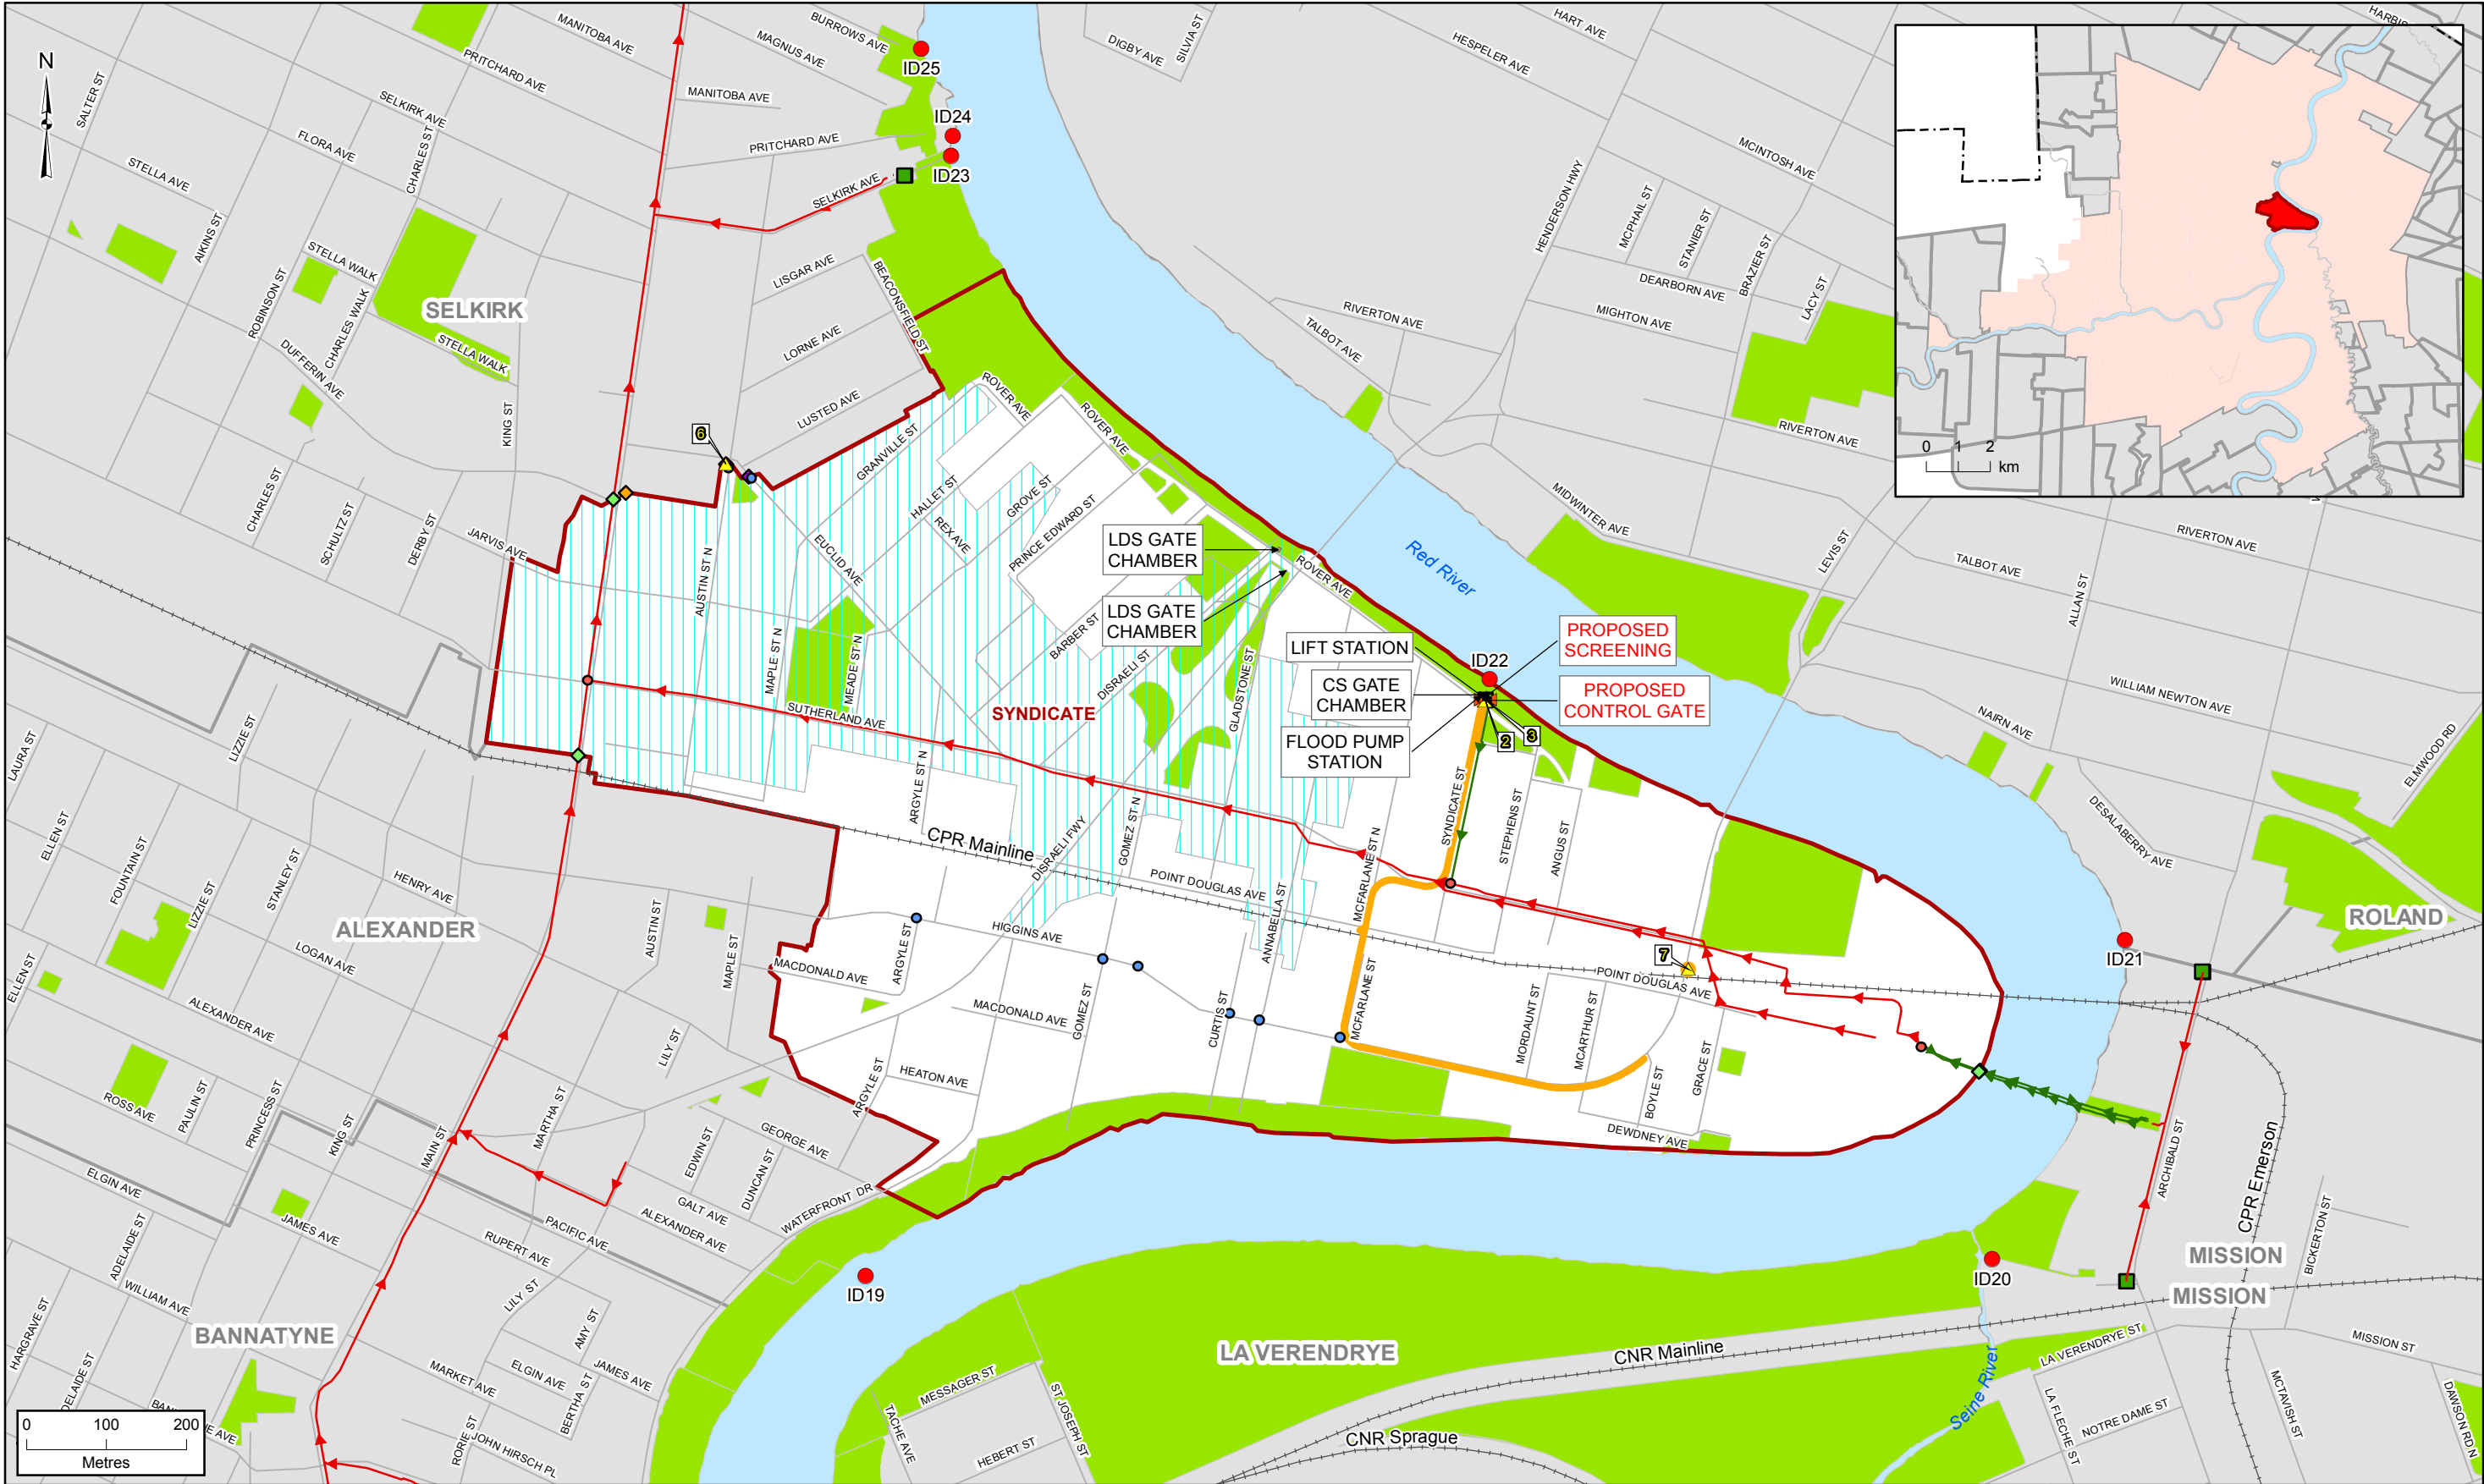 N
SALTER ST
MANITOBA AVE
PRITCHARD AVE
SELKIRK AVE
FLORA AVE
STELLA AVE
CHARLES ST
AIKINS ST
STELLA WALK
ROBINSON ST
CHARLES WALK
SELKIRK
STELLA WALK
DUFFERIN AVE
KING ST
CHARLES ST
SCHULTZ ST
DERBY ST
JARVIS AVE
BURROWS AVE
MAGNUS AVE
MANITOBA AVE
PRITCHARD AVE
SELKIRK AVE
ID25
ID24
ID23
LISGAR AVE
BEACONSFIELD ST
LORNE AVE
LUSTED AVE
6
DIGBY AVE
SILVIA ST
HART AVE
HESPELER AVE
HENDERSON HWY
MCINTOSH AVE
MCPHAIL ST
STANIER ST
BRAZIER ST
DEARBORN AVE
LACY ST
RIVERTON AVE
MIGHTON AVE
TALBOT AVE
RIVERTON AVE
MIDWINTER AVE
LEVIS ST
RIVERTON AVE
TALBOT AVE
ALLAN ST
WILLIAM NEWTON AVE
NAIRN AVE
ELMWOOD RD
DESALABERRY AVE
ROLAND
0 1 2
km
ROVER AVE
ROVER AVE
GRANVILLE ST
HALLET ST
GROVE ST
REX AVE
PRINCE EDWARD ST
EUCLID AVE
AUSTIN ST N
MAPLE ST N
MEADE ST N
BARBER ST
DISRAELI ST
GLADSTONE ST
ROVER AVE
Red River
LDS GATE
CHAMBER
LDS GATE
CHAMBER
LIFT STATION
CS GATE
CHAMBER
FLOOD PUMP
STATION
ID22
PROPOSED
SCREENING
PROPOSED
CONTROL GATE
2
3
SYNDICATE
SUTHERLAND AVE
ARGYLE ST N
CPR Mainline
DISRAELI FWY
GOMEZ ST N
POINT DOUGLAS AVE
ANNABELLA ST
MCFARLANE ST N
SYNDICATE ST
STEPHENS ST
ANGUS ST
7
POINT DOUGLAS AVE
HIGGINS AVE
ARGYLE ST
MACDONALD AVE
MACDONALD AVE
GOMEZ ST
CURTIS ST
MCFARLANE ST
MORDAUNT ST
MCARTHUR ST
BOYLE ST
GRACE ST
DEWDNEY AVE
HEATON AVE
ARGYLE ST
ID21
ARCHIBALD ST
CPR Emerson
LAURA ST
LIZZIE ST
ELLEN ST
FOUNTAIN ST
LIZZIE ST
STANLEY ST
HENRY AVE
ALEXANDER
LOGAN AVE
AUSTIN ST
MAPLE ST
ELLEN ST
ALEXANDER AVE
LILY ST
ROSS AVE
PAULIN ST
PRINCESS ST
KING ST
MAIN ST
MARTHA ST
EDWIN ST
GEORGE AVE
DUNCAN ST
GALT AVE
ALEXANDER AVE
WATERFRONT DR
PACIFIC AVE
RUPERT AVE
ELGIN AVE
ADELAIDE ST
JAMES AVE
WILLIAM AVE
LILY ST
AMY ST
HARGRAVE ST
BANNATYNE
MARKET AVE
ELGIN AVE
JAMES AVE
BERTHA ST
RORIE ST
JOHN HIRSCH PL
0 100 200
Metres
ID19
TACHE AVE
MESSAGER ST
ST JOSEPH ST
HEBERT ST
LA VERENDRYE
CNR Mainline
CNR Sprague
Seine River
ID20
MISSION
MISSION
BICKERTON ST
LA VERENDRYE ST
MISSION ST
LA FLECHE ST
NOTRE DAME ST
MCTAVISH ST
DAWSON RD N